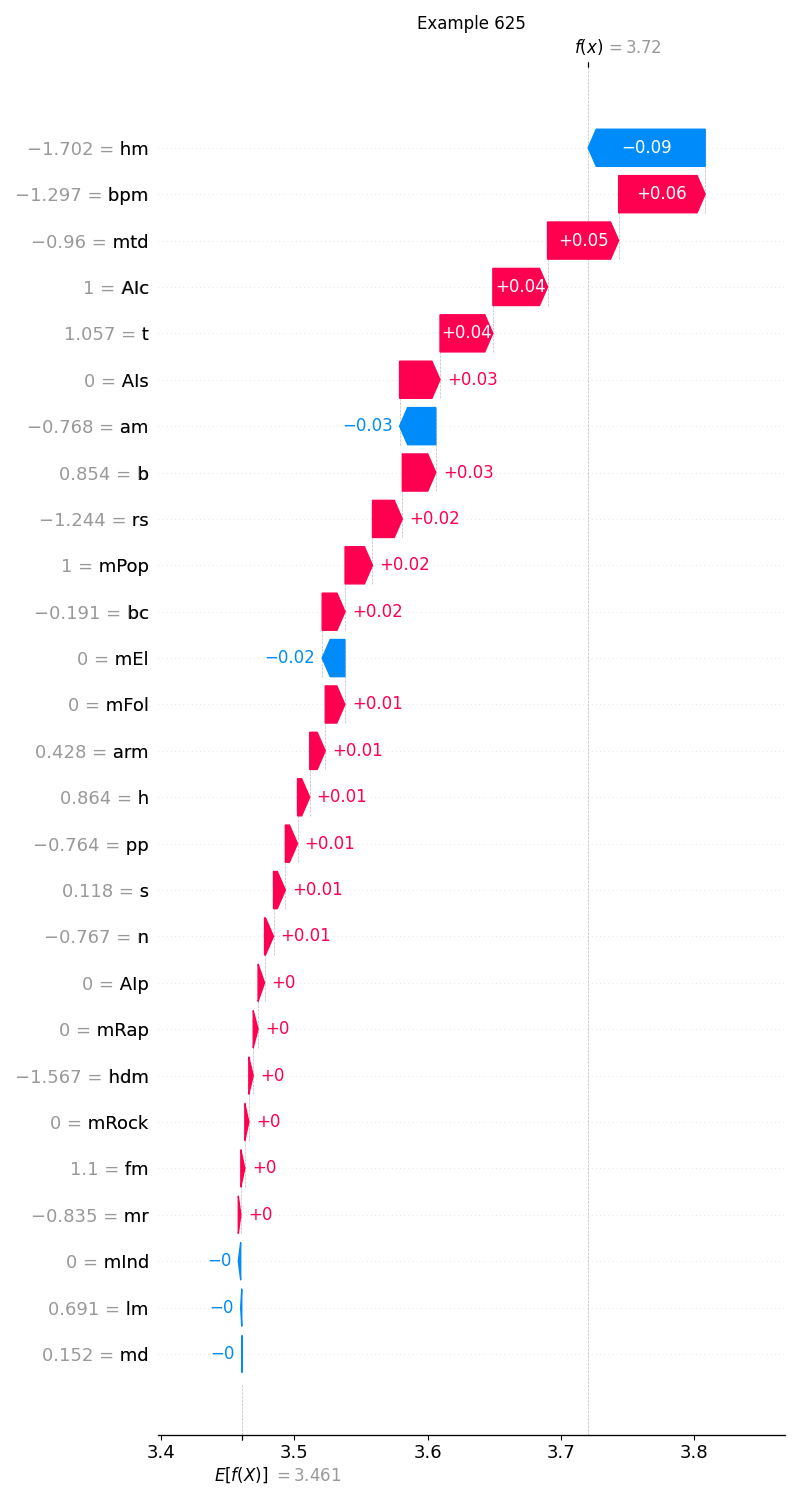 Example 625
f(x) = 3.72
−1.702 = hm −0.09
−1.297 = bpm +0.06
−0.96 = mtd +0.05
1 = AIc +0.04
1.057 = t +0.04
0 = AIs +0.03
−0.768 = am −0.03
0.854 = b +0.03
−1.244 = rs +0.02
1 = mPop +0.02
−0.191 = bc +0.02
0 = mEl −0.02
0 = mFol +0.01
0.428 = arm +0.01
0.864 = h +0.01
−0.764 = pp +0.01
0.118 = s +0.01
−0.767 = n +0.01
0 = AIp +0
0 = mRap +0
−1.567 = hdm +0
0 = mRock +0
1.1 = fm +0
−0.835 = mr +0
0 = mInd −0
0.691 = lm −0
0.152 = md −0
3.4 3.5 3.6 3.7 3.8
E[f(X)] = 3.461